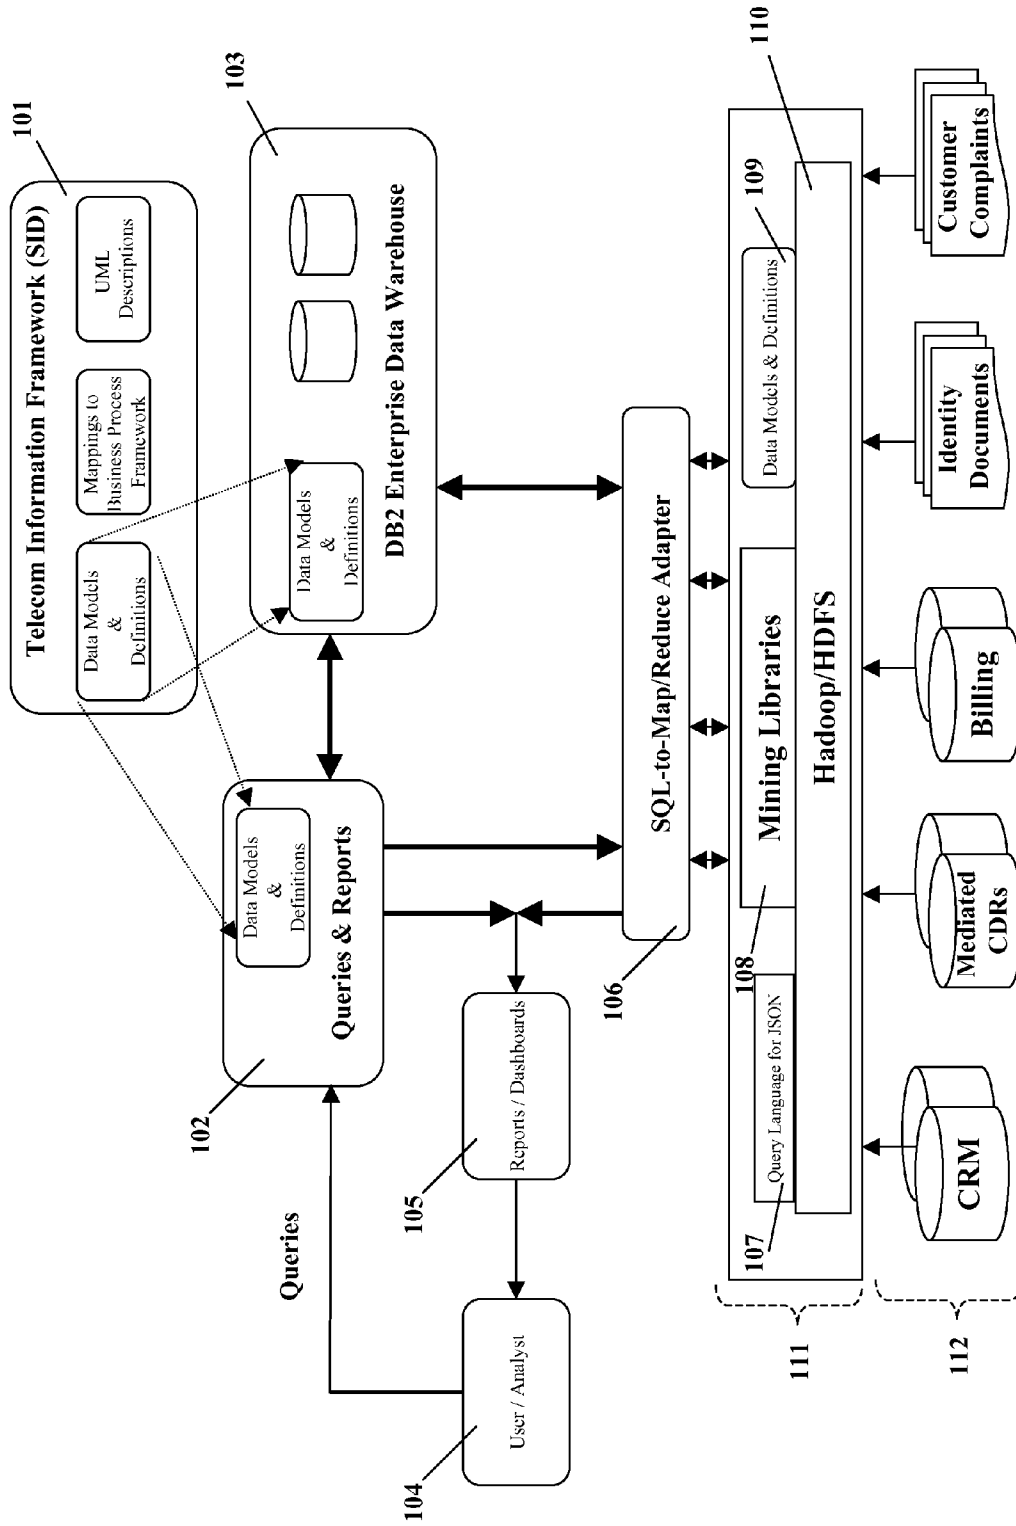 101
Telecom Information Framework (SID)
Data Models
&
Definitions
Mappings to
Business Process
Framework
UML
Descriptions
102
Data Models
&
Definitions
Queries & Reports
103
Data Models
&
Definitions
DB2 Enterprise Data Warehouse
Queries
104
User / Analyst
105
Reports / Dashboards
106
SQL-to-Map/Reduce Adapter
107
Query Language for JSON
108
Mining Libraries
109
Data Models & Definitions
110
Hadoop/HDFS
111
112
CRM
Mediated
CDRs
Billing
Identity
Documents
Customer
Complaints